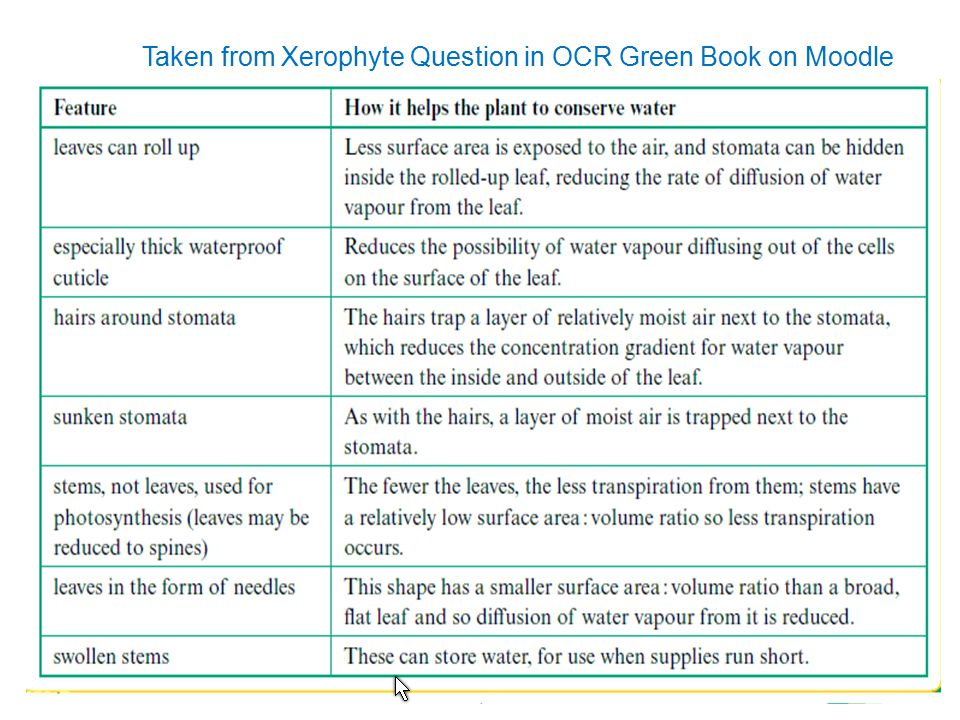 Taken from Xerophyte Question in OCR Green Book on Moodle
Feature
How it helps the plant to conserve water
leaves can roll up
Less surface area is exposed to the air, and stomata can be hidden
inside the rolled-up leaf, reducing the rate of diffusion of water
vapour from the leaf.
especially thick waterproof
cuticle
Reduces the possibility of water vapour diffusing out of the cells
on the surface of the leaf.
hairs around stomata
The hairs trap a layer of relatively moist air next to the stomata,
which reduces the concentration gradient for water vapour
between the inside and outside of the leaf.
sunken stomata
As with the hairs, a layer of moist air is trapped next to the
stomata.
stems, not leaves, used for
photosynthesis (leaves may be
reduced to spines)
The fewer the leaves, the less transpiration from them; stems have
a relatively low surface area : volume ratio so less transpiration
occurs.
leaves in the form of needles
This shape has a smaller surface area : volume ratio than a broad,
flat leaf and so diffusion of water vapour from it is reduced.
swollen stems
These can store water, for use when supplies run short.